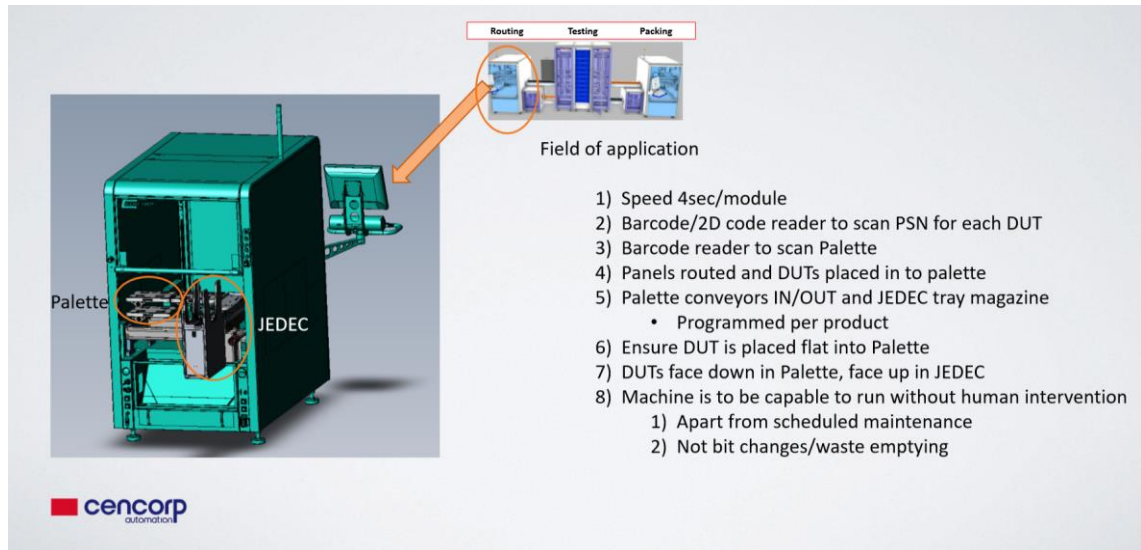 Routing Testing Packing
Field of application
Palette
JEDEC
1) Speed 4sec/module
2) Barcode/2D code reader to scan PSN for each DUT
3) Barcode reader to scan Palette
4) Panels routed and DUTs placed in to palette
5) Palette conveyors IN/OUT and JEDEC tray magazine
• Programmed per product
6) Ensure DUT is placed flat into Palette
7) DUTs face down in Palette, face up in JEDEC
8) Machine is to be capable to run without human intervention
1) Apart from scheduled maintenance
2) Not bit changes/waste emptying
cencorp
automation